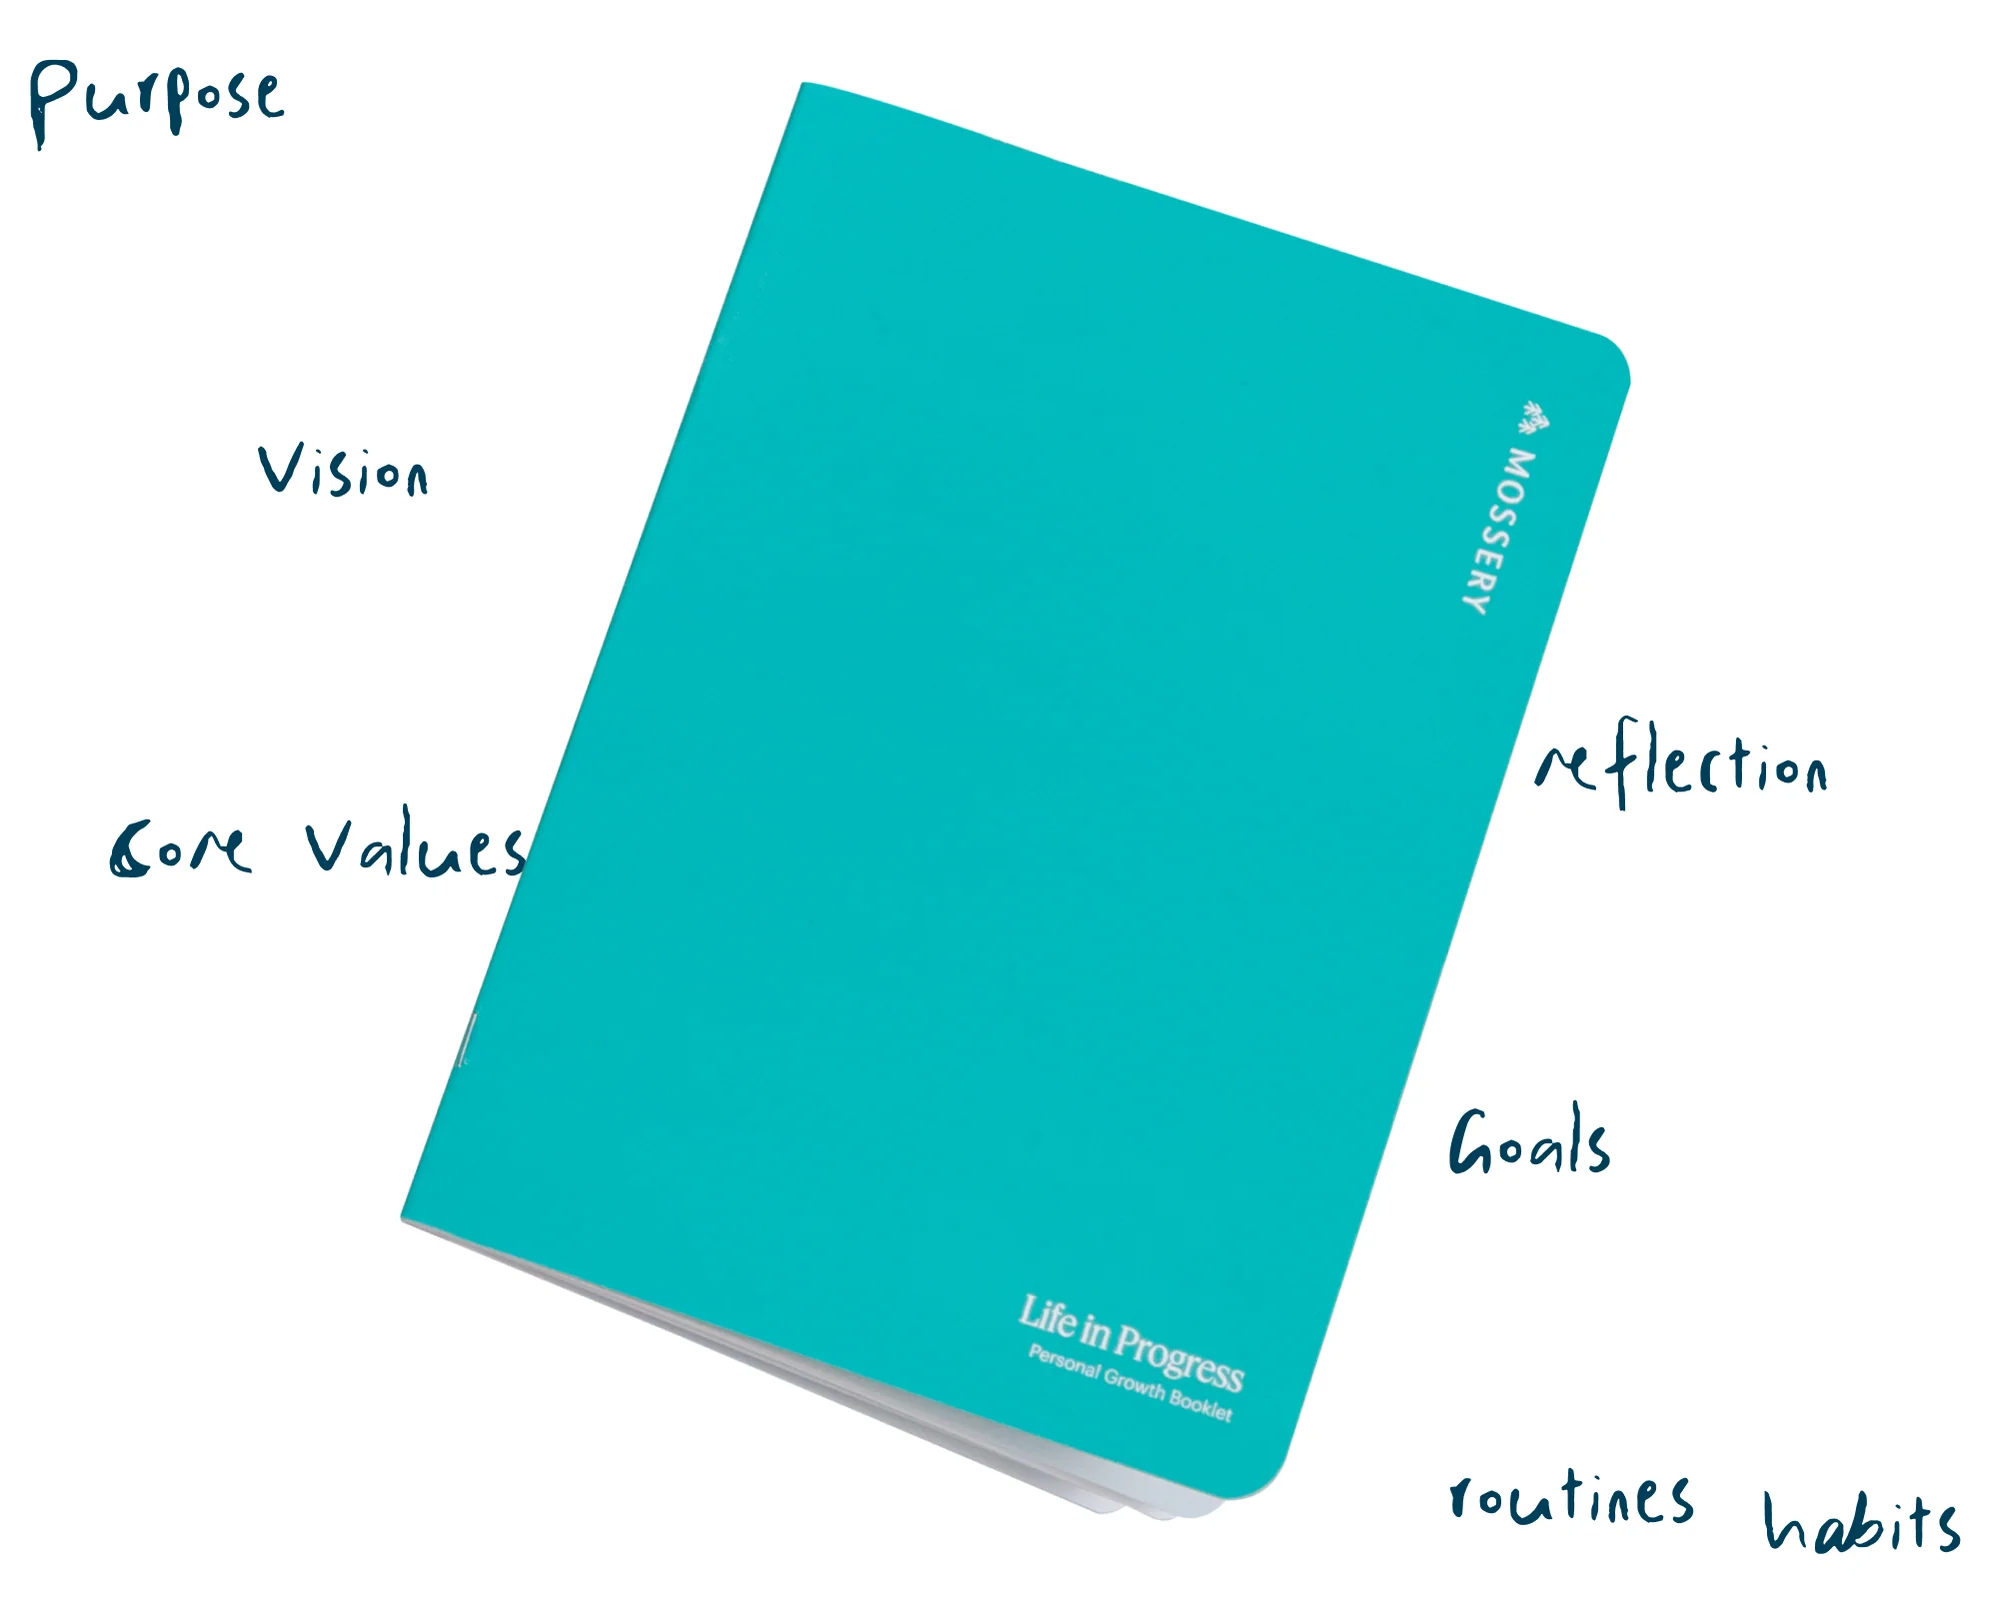 Purpose
Vision
Core Values
MOSSERY
reflection
Goals
Life in Progress
Personal Growth Booklet
routines habits